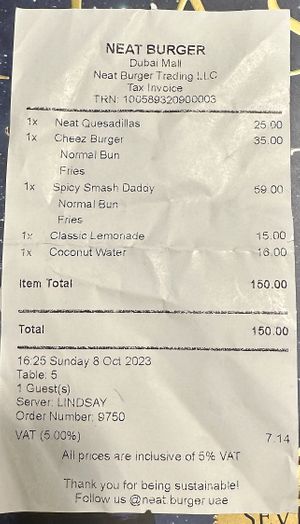 NEAT BURGER
Dubai Mall
Neat Burger Trading LLC
Tax Invoice
TRN: 100589320900003
1x Neat Quesadillas 25.00
1x Cheez Burger 35.00
Normal Bun
Fries
1x Spicy Smash Daddy 59.00
Normal Bun
Fries
1x Classic Lemonade 15.00
1x Coconut Water 16.00
Item Total 150.00
Total 150.00
16:25 Sunday 8 Oct 2023
Table: 5
1 Guest(s)
Server: LINDSAY
Order Number: 9750
VAT (5.00%) 7.14
All prices are inclusive of 5% VAT
Thank you for being sustainable!
Follow us @neat.burger.uae